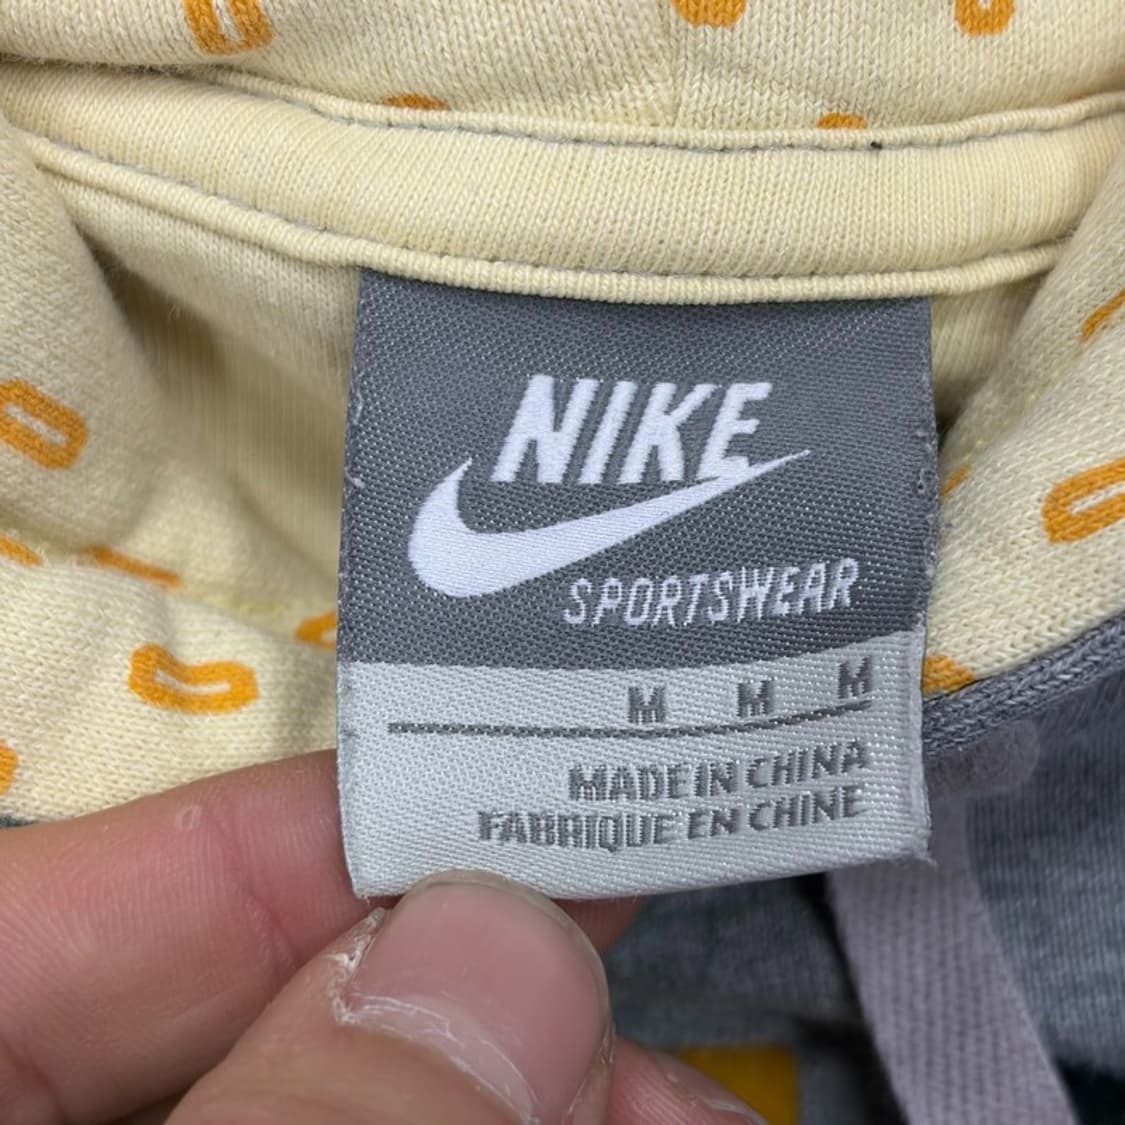 NIKE
SPORTSWEAR
M M M
MADE IN CHINA
FABRIQUE EN CHINE